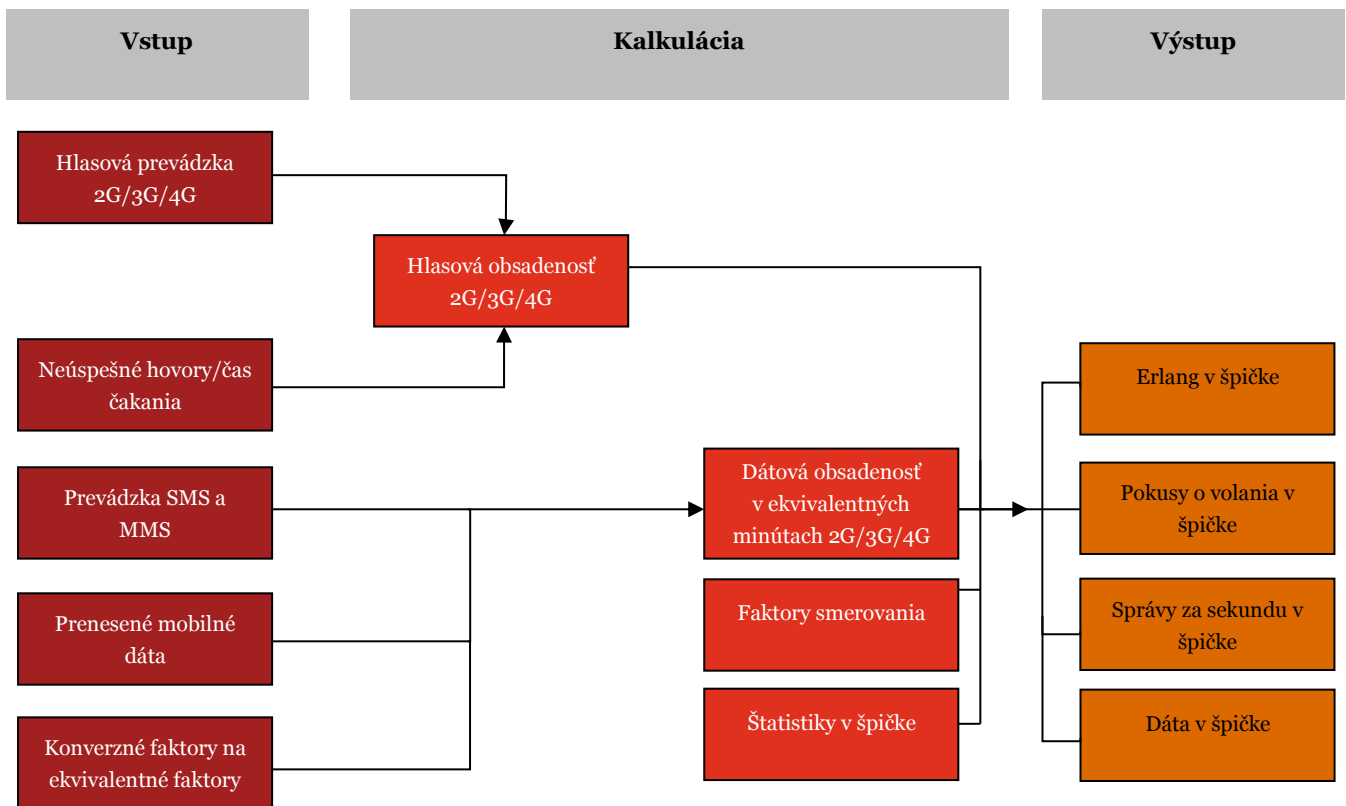 Vstup
Kalkulácia
Výstup
Hlasová prevádzka
2G/3G/4G
Hlasová obsadenosť
2G/3G/4G
Neúspešné hovory/čas
čakania
Erlang v špičke
Prevádzka SMS a
MMS
Dátová obsadenosť
v ekvivalentných
minútach 2G/3G/4G
Pokusy o volania v
špičke
Prenesené mobilné
dáta
Faktory smerovania
Správy za sekundu v
špičke
Konverzné faktory na
ekvivalentné faktory
Štatistiky v špičke
Dáta v špičke